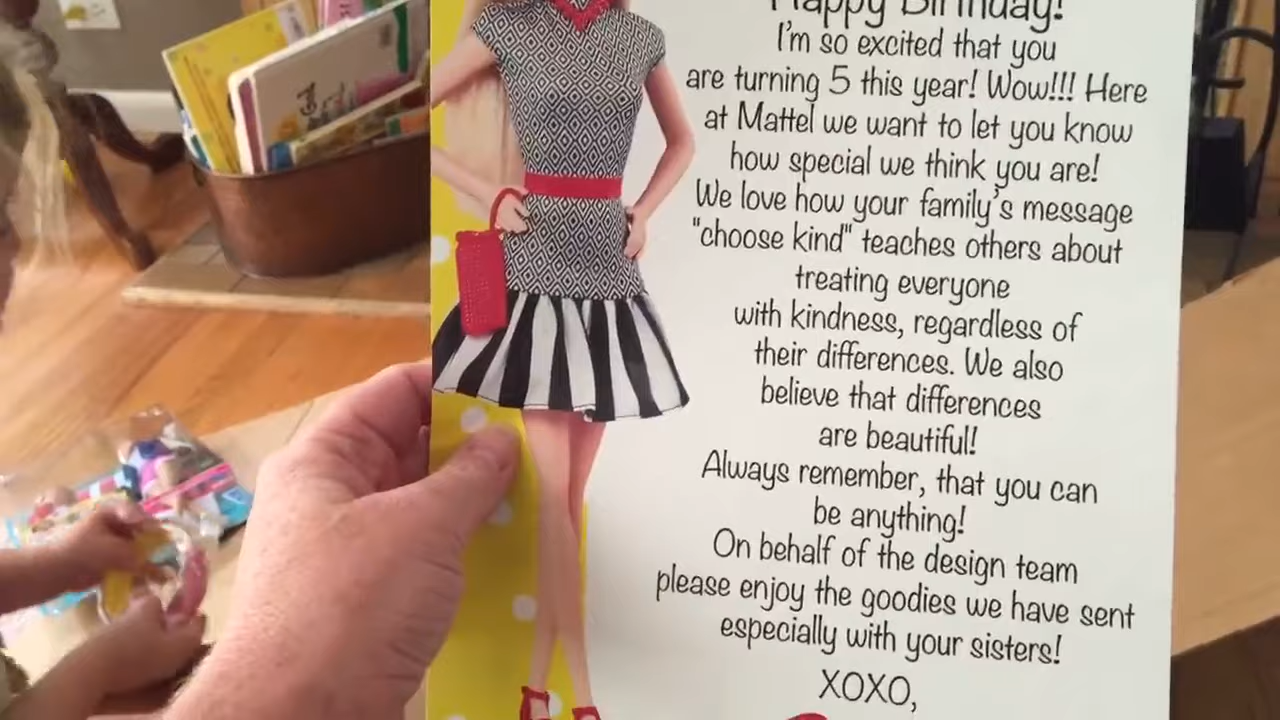 Happy Birthday!
I'm so excited that you
are turning 5 this year! Wow!!! Here
at Mattel we want to let you know
how special we think you are!
We love how your family's message
"choose kind" teaches others about
treating everyone
with kindness, regardless of
their differences. We also
believe that differences
are beautiful!
Always remember, that you can
be anything!
On behalf of the design team
please enjoy the goodies we have sent
especially with your sisters!
XOXO,